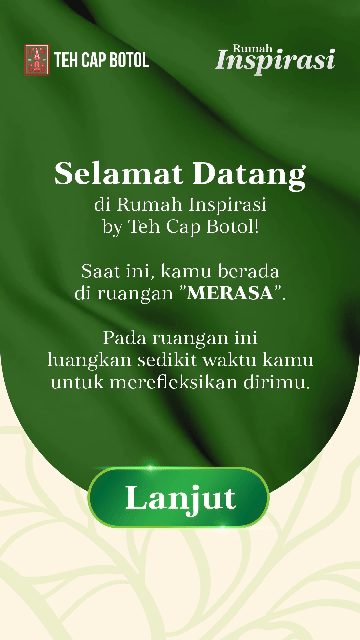 TEH CAP BOTOL
Rumah
Inspirasi
Selamat Datang
di Rumah Inspirasi
by Teh Cap Botol!
Saat ini, kamu berada
di ruangan "MERASA".
Pada ruangan ini
luangkan sedikit waktu kamu
untuk merefleksikan dirimu.
Lanjut